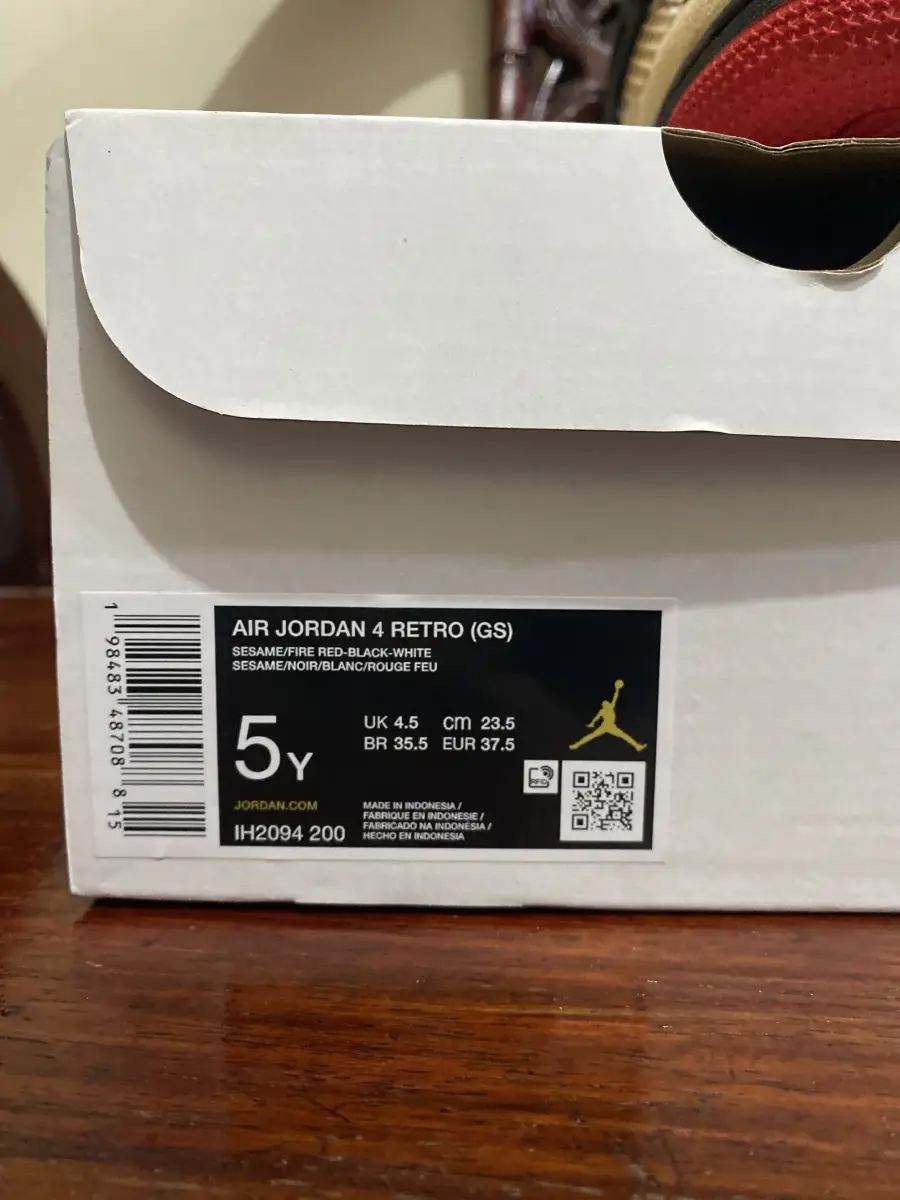 AIR JORDAN 4 RETRO (GS)
SESAME/FIRE RED-BLACK-WHITE
SESAME/NOIR/BLANC/ROUGE FEU
5Y
UK 4.5 cm 23.5
BR 35.5 EUR 37.5
RFID
JORDAN.COM
IH2094 200
MADE IN INDONESIA /
FABRIQUE EN INDONESIE /
FABRICADO NA INDONESIA /
HECHO EN INDONESIA
1 98483 48708 8 15